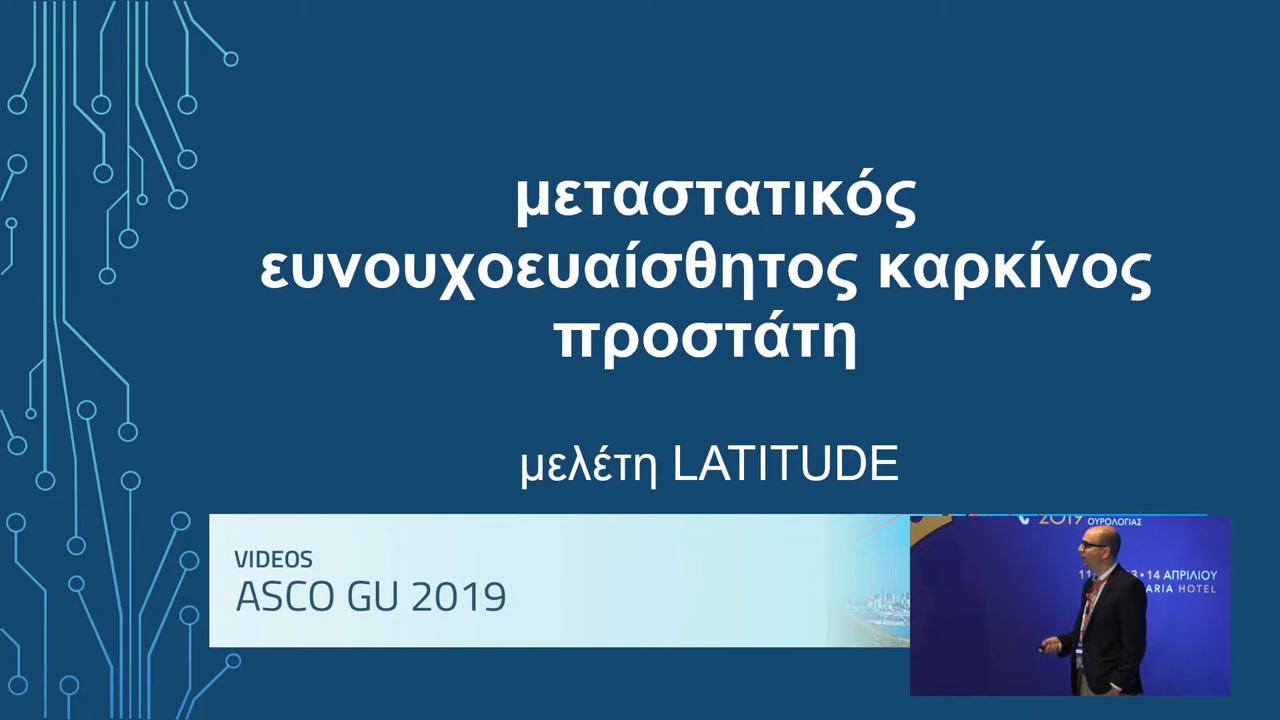 μεταστατικός
ευνουχοευαίσθητος καρκίνος
προστάτη
μελέτη LATITUDE
VIDEOS
ASCO GU 2019
2019
ΟΥΡΟΛΟΓΙΑΣ
14 ΑΠΡΙΛΙΟΥ
HOTEL